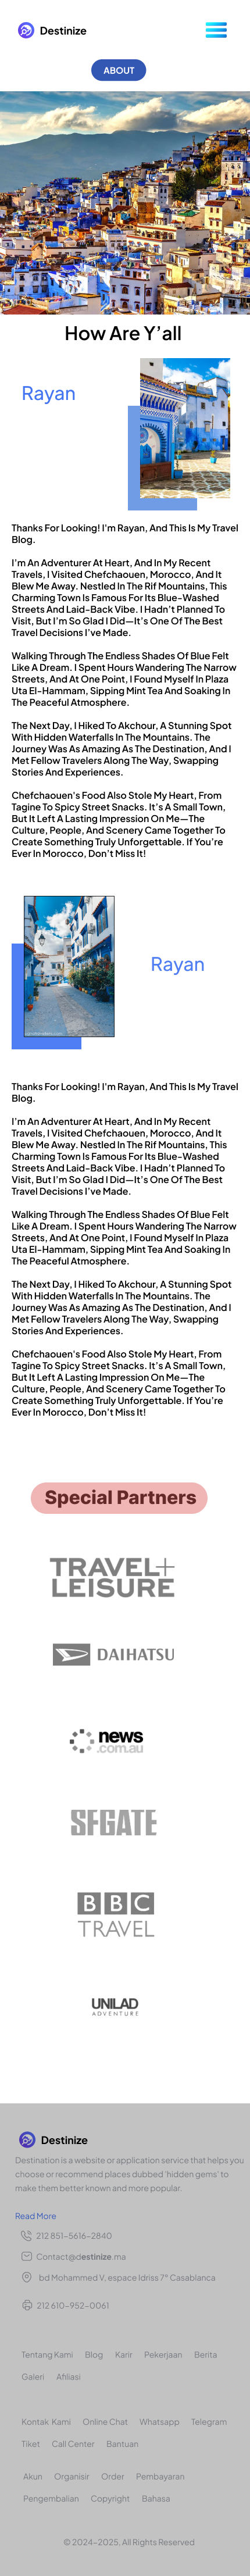 Destinize
ABOUT
How Are Y’all
Rayan
Thanks For Looking! I'm Rayan, And This Is My Travel
Blog.
I’m An Adventurer At Heart, And In My Recent
Travels, I Visited Chefchaouen, Morocco, And It
Blew Me Away. Nestled In The Rif Mountains, This
Charming Town Is Famous For Its Blue-Washed
Streets And Laid-Back Vibe. I Hadn’t Planned To
Visit, But I’m So Glad I Did—It’s One Of The Best
Travel Decisions I’ve Made.
Walking Through The Endless Shades Of Blue Felt
Like A Dream. I Spent Hours Wandering The Narrow
Streets, And At One Point, I Found Myself In Plaza
Uta El-Hammam, Sipping Mint Tea And Soaking In
The Peaceful Atmosphere.
The Next Day, I Hiked To Akchour, A Stunning Spot
With Hidden Waterfalls In The Mountains. The
Journey Was As Amazing As The Destination, And I
Met Fellow Travelers Along The Way, Swapping
Stories And Experiences.
Chefchaouen's Food Also Stole My Heart, From
Tagine To Spicy Street Snacks. It’s A Small Town,
But It Left A Lasting Impression On Me—The
Culture, People, And Scenery Came Together To
Create Something Truly Unforgettable. If You’re
Ever In Morocco, Don’t Miss It!
Rayan
Thanks For Looking! I'm Rayan, And This Is My Travel
Blog.
I’m An Adventurer At Heart, And In My Recent
Travels, I Visited Chefchaouen, Morocco, And It
Blew Me Away. Nestled In The Rif Mountains, This
Charming Town Is Famous For Its Blue-Washed
Streets And Laid-Back Vibe. I Hadn’t Planned To
Visit, But I’m So Glad I Did—It’s One Of The Best
Travel Decisions I’ve Made.
Walking Through The Endless Shades Of Blue Felt
Like A Dream. I Spent Hours Wandering The Narrow
Streets, And At One Point, I Found Myself In Plaza
Uta El-Hammam, Sipping Mint Tea And Soaking In
The Peaceful Atmosphere.
The Next Day, I Hiked To Akchour, A Stunning Spot
With Hidden Waterfalls In The Mountains. The
Journey Was As Amazing As The Destination, And I
Met Fellow Travelers Along The Way, Swapping
Stories And Experiences.
Chefchaouen's Food Also Stole My Heart, From
Tagine To Spicy Street Snacks. It’s A Small Town,
But It Left A Lasting Impression On Me—The
Culture, People, And Scenery Came Together To
Create Something Truly Unforgettable. If You’re
Ever In Morocco, Don’t Miss It!
Special Partners
TRAVEL+
LEISURE
DAIHATSU
news
.com.au
SFGATE
BBC
TRAVEL
UNILAD
ADVENTURE
Destinize
Destination is a website or application service that helps you
choose or recommend places dubbed 'hidden gems' to
make them better known and more popular.
Read More
212 851-5616-2840
Contact@destinize.ma
bd Mohammed V, espace Idriss 7° Casablanca
212 610-952-0061
Tentang Kami Blog Karir Pekerjaan Berita
Galeri Afiliasi
Kontak Kami Online Chat Whatsapp Telegram
Tiket Call Center Bantuan
Akun Organisir Order Pembayaran
Pengembalian Copyright Bahasa
© 2024-2025, All Rights Reserved